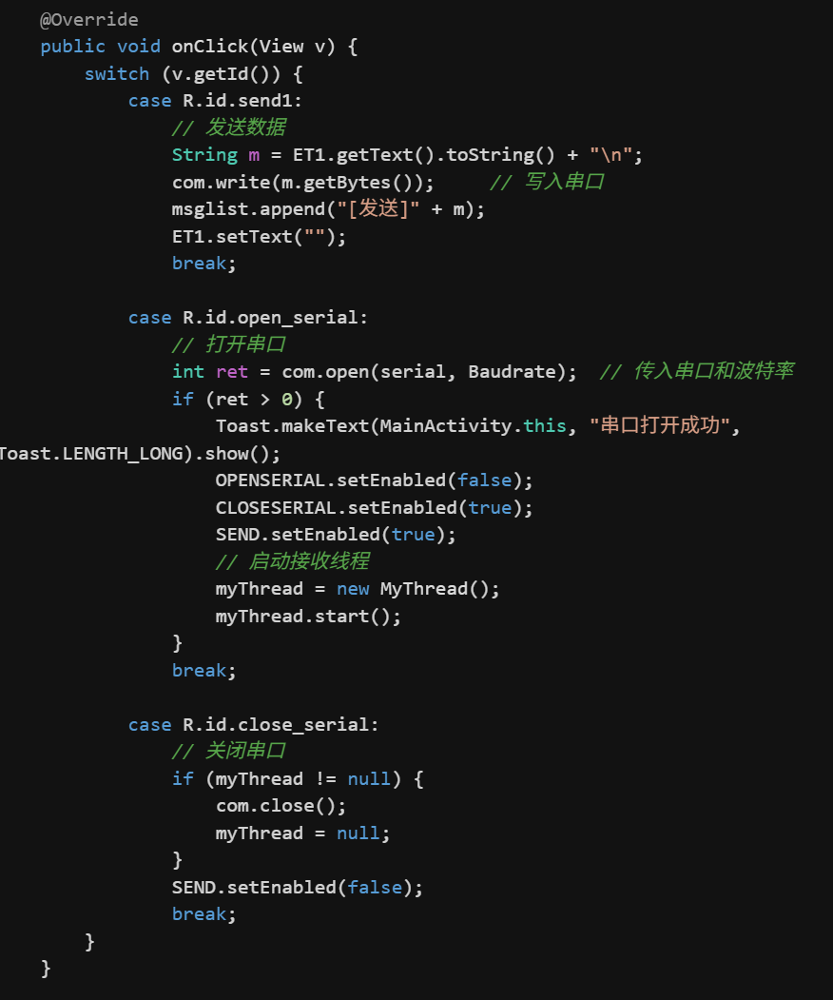 @Override
public void onClick(View v) {
    switch (v.getId()) {
        case R.id.send1:
            // 发送数据
            String m = ET1.getText().toString() + "\n";
            com.write(m.getBytes());     // 写入串口
            msglist.append("[发送]" + m);
            ET1.setText("");
            break;

        case R.id.open_serial:
            // 打开串口
            int ret = com.open(serial, Baudrate);  // 传入串口和波特率
            if (ret > 0) {
                Toast.makeText(MainActivity.this, "串口打开成功",
Toast.LENGTH_LONG).show();
                OPENSERIAL.setEnabled(false);
                CLOSESERIAL.setEnabled(true);
                SEND.setEnabled(true);
                // 启动接收线程
                myThread = new MyThread();
                myThread.start();
            }
            break;

        case R.id.close_serial:
            // 关闭串口
            if (myThread != null) {
                com.close();
                myThread = null;
            }
            SEND.setEnabled(false);
            break;
    }
}